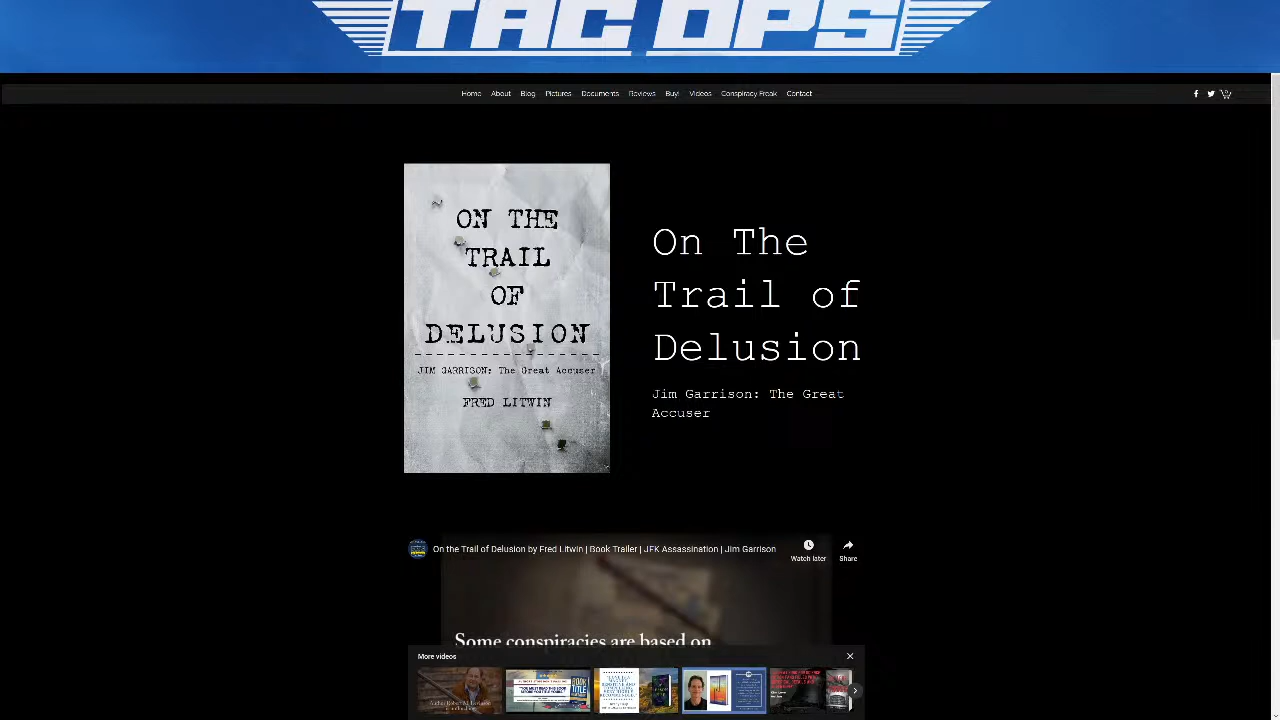 TAC OPS
Home About Blog Pictures Documents Reviews Buy! Videos Conspiracy Freak Contact
ON THE
TRAIL
OF
DELUSION
JIM GARRISON: The Great Accuser
FRED LITWIN
On The
Trail of
Delusion
Jim Garrison: The Great
Accuser
On the Trail of Delusion by Fred Litwin | Book Trailer | JFK Assassination | Jim Garrison
Watch later
Share
Some conspiracies are based on
More videos